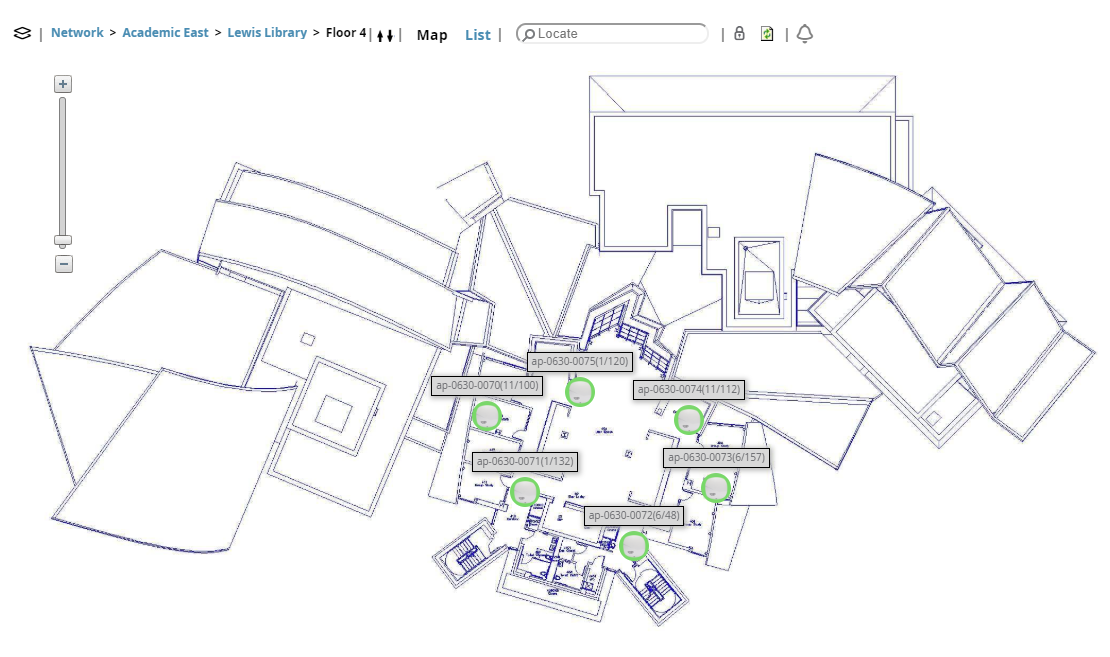 | Network > Academic East > Lewis Library > Floor 4 | | Map List | Locate | |
ap-0630-0075(1/120)
ap-0630-0070(11/100)
ap-0630-0074(11/112)
ap-0630-0071(1/132)
ap-0630-0073(6/157)
ap-0630-0072(6/48)